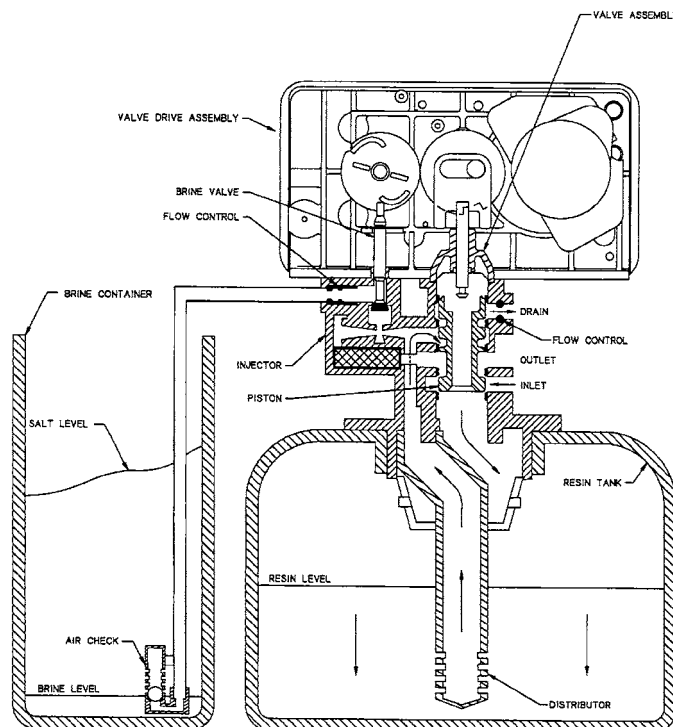 VALVE ASSEMBLY
VALVE DRIVE ASSEMBLY
BRINE VALVE
FLOW CONTROL
BRINE CONTAINER
DRAIN
FLOW CONTROL
INJECTOR
OUTLET
PISTON
INLET
SALT LEVEL
RESIN TANK
RESIN LEVEL
AIR CHECK
BRINE LEVEL
DISTRIBUTOR